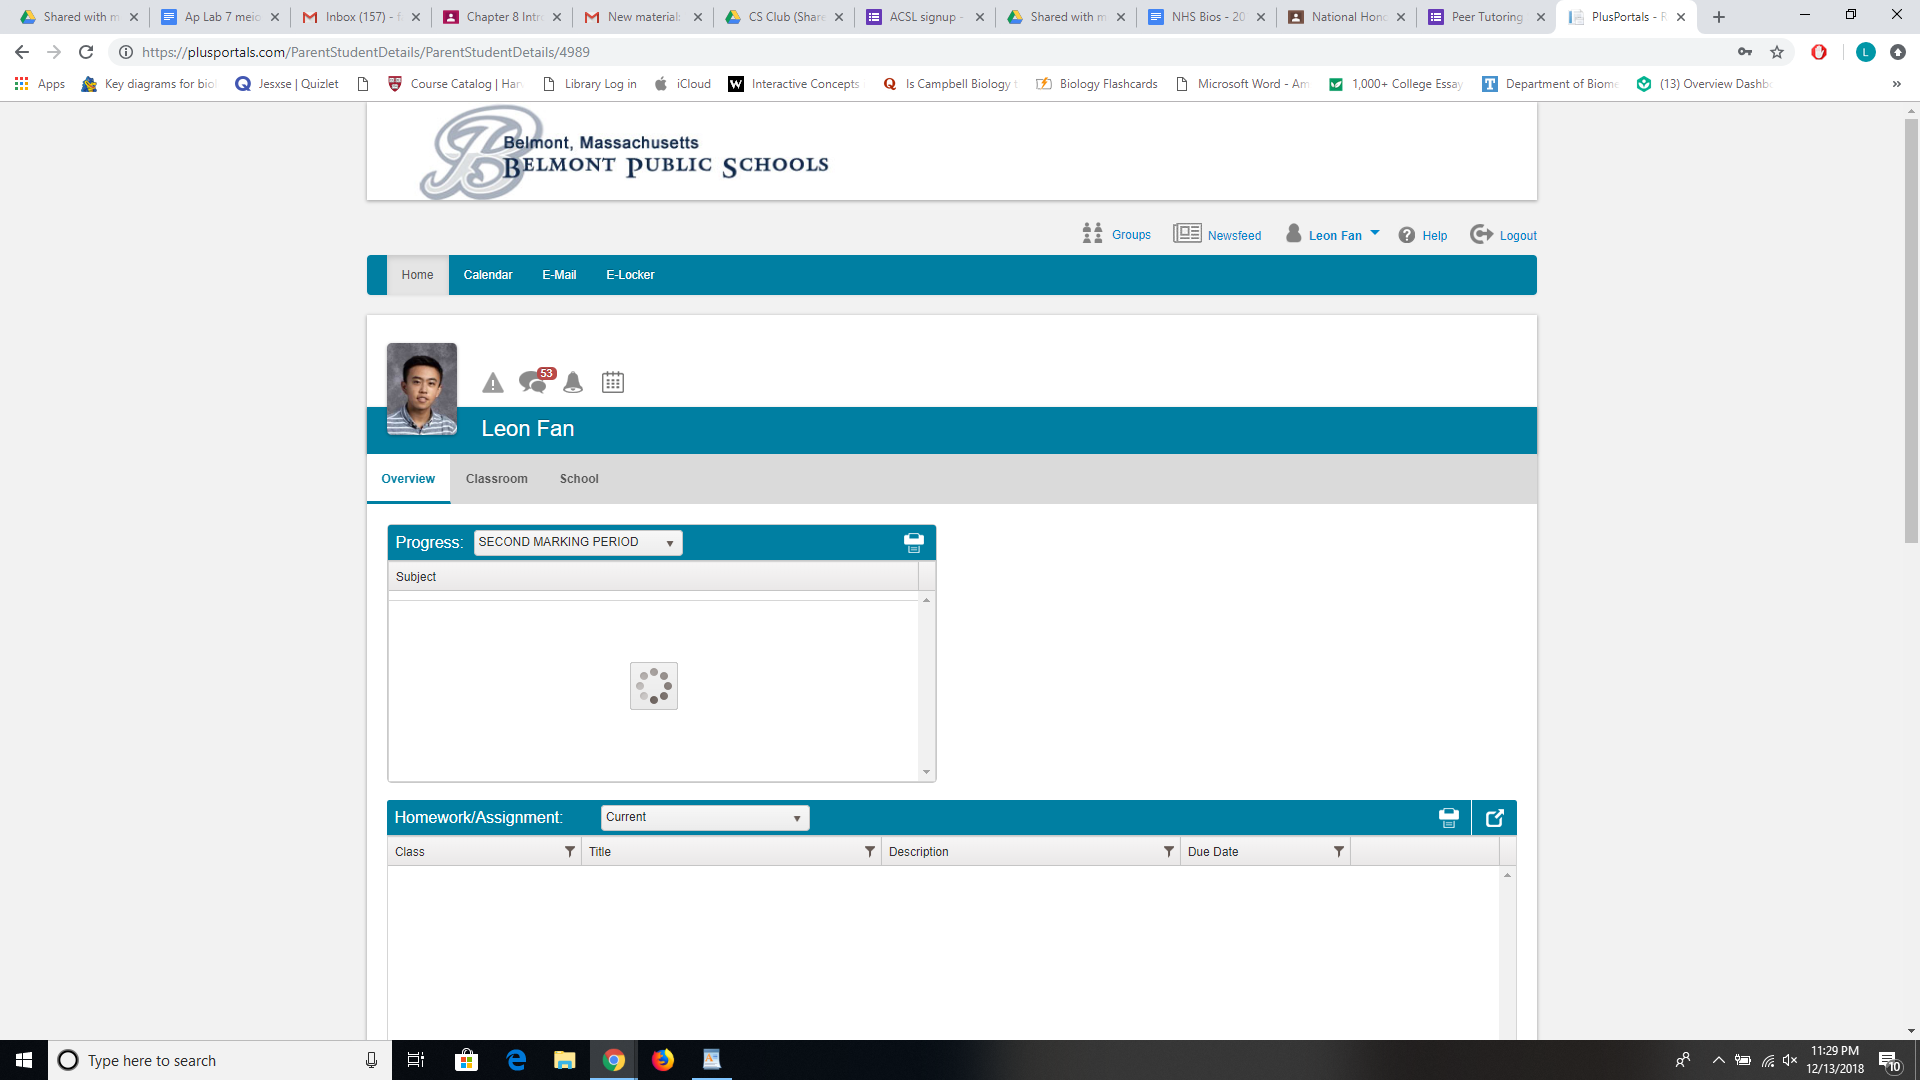 Shared with m
Ap Lab 7 meio
Inbox (157) - f
Chapter 8 Intr
New materials
CS Club (Share
ACSL signup -
Shared with m
NHS Bios - 20
National Hono
Peer Tutoring
PlusPortals - R
https://plusportals.com/ParentStudentDetails/ParentStudentDetails/4989
L
Apps
Key diagrams for bio
Jesxse | Quizlet
Course Catalog | Har
Library Log in
iCloud
Interactive Concepts
Is Campbell Biology t
Biology Flashcards
Microsoft Word - Am
1,000+ College Essay
Department of Biome
(13) Overview Dashbo
Belmont, Massachusetts
BELMONT PUBLIC SCHOOLS
Groups
Newsfeed
Leon Fan
Help
Logout
Home
Calendar
E-Mail
E-Locker
53
Leon Fan
Overview
Classroom
School
Progress:
SECOND MARKING PERIOD
Subject
Homework/Assignment:
Current
Class
Title
Description
Due Date
Type here to search
11:29 PM
12/13/2018
10